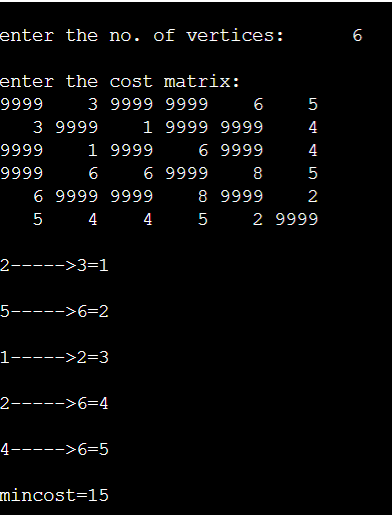 enter the no. of vertices: 6
enter the cost matrix:
9999 3 9999 9999 6 5
3 9999 1 9999 9999 4
9999 1 9999 6 9999 4
9999 6 6 9999 8 5
6 9999 9999 8 9999 2
5 4 4 5 2 9999
2----->3=1
5----->6=2
1----->2=3
2----->6=4
4----->6=5
mincost=15